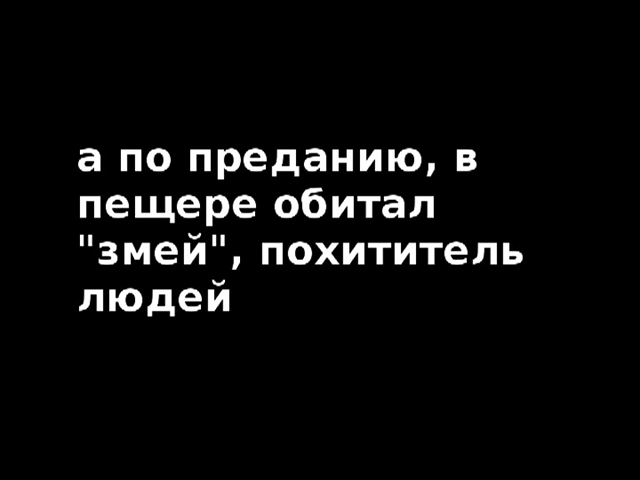 а по преданию, в
пещере обитал
"змей", похититель
людей